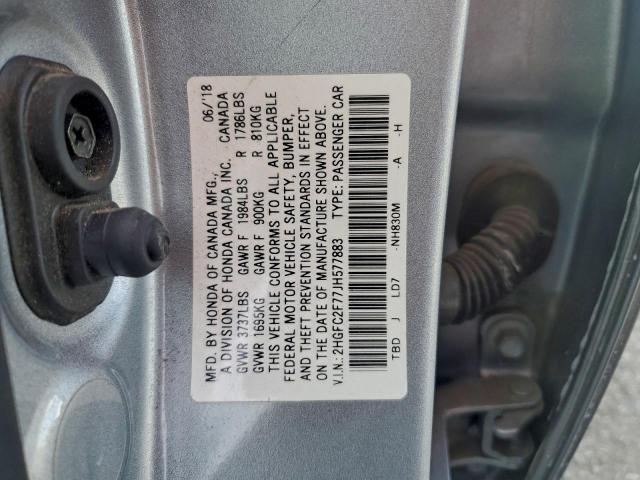 MFD. BY HONDA OF CANADA MFG., 06/'18
A DIVISION OF HONDA CANADA INC. CANADA
GVWR 3737LBS GAWR F 1984LBS R 1786LBS
GVWR 1695KG GAWR F 900KG R 810KG
THIS VEHICLE CONFORMS TO ALL APPLICABLE
FEDERAL MOTOR VEHICLE SAFETY, BUMPER,
AND THEFT PREVENTION STANDARDS IN EFFECT
ON THE DATE OF MANUFACTURE SHOWN ABOVE.
V.I.N.: 2HGFC2F77JH577883 TYPE: PASSENGER CAR
TBD J LD7 -NH830M -A -H